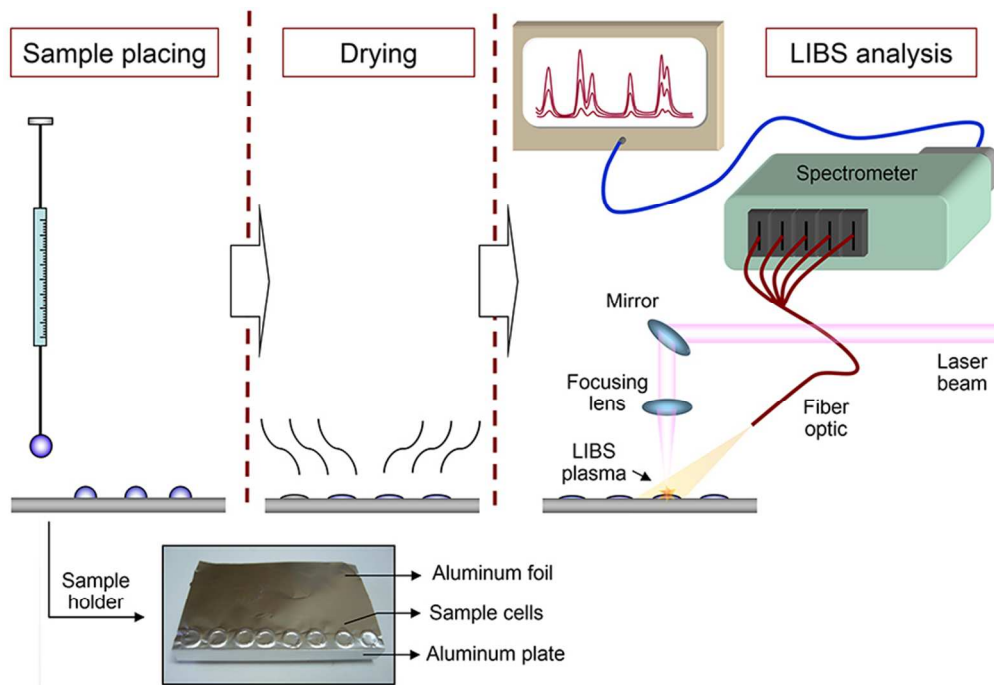 Sample placing
Drying
LIBS analysis
Spectrometer
Mirror
Laser
beam
Focusing
lens
Fiber
optic
LIBS
plasma
Sample
holder
Aluminum foil
Sample cells
Aluminum plate